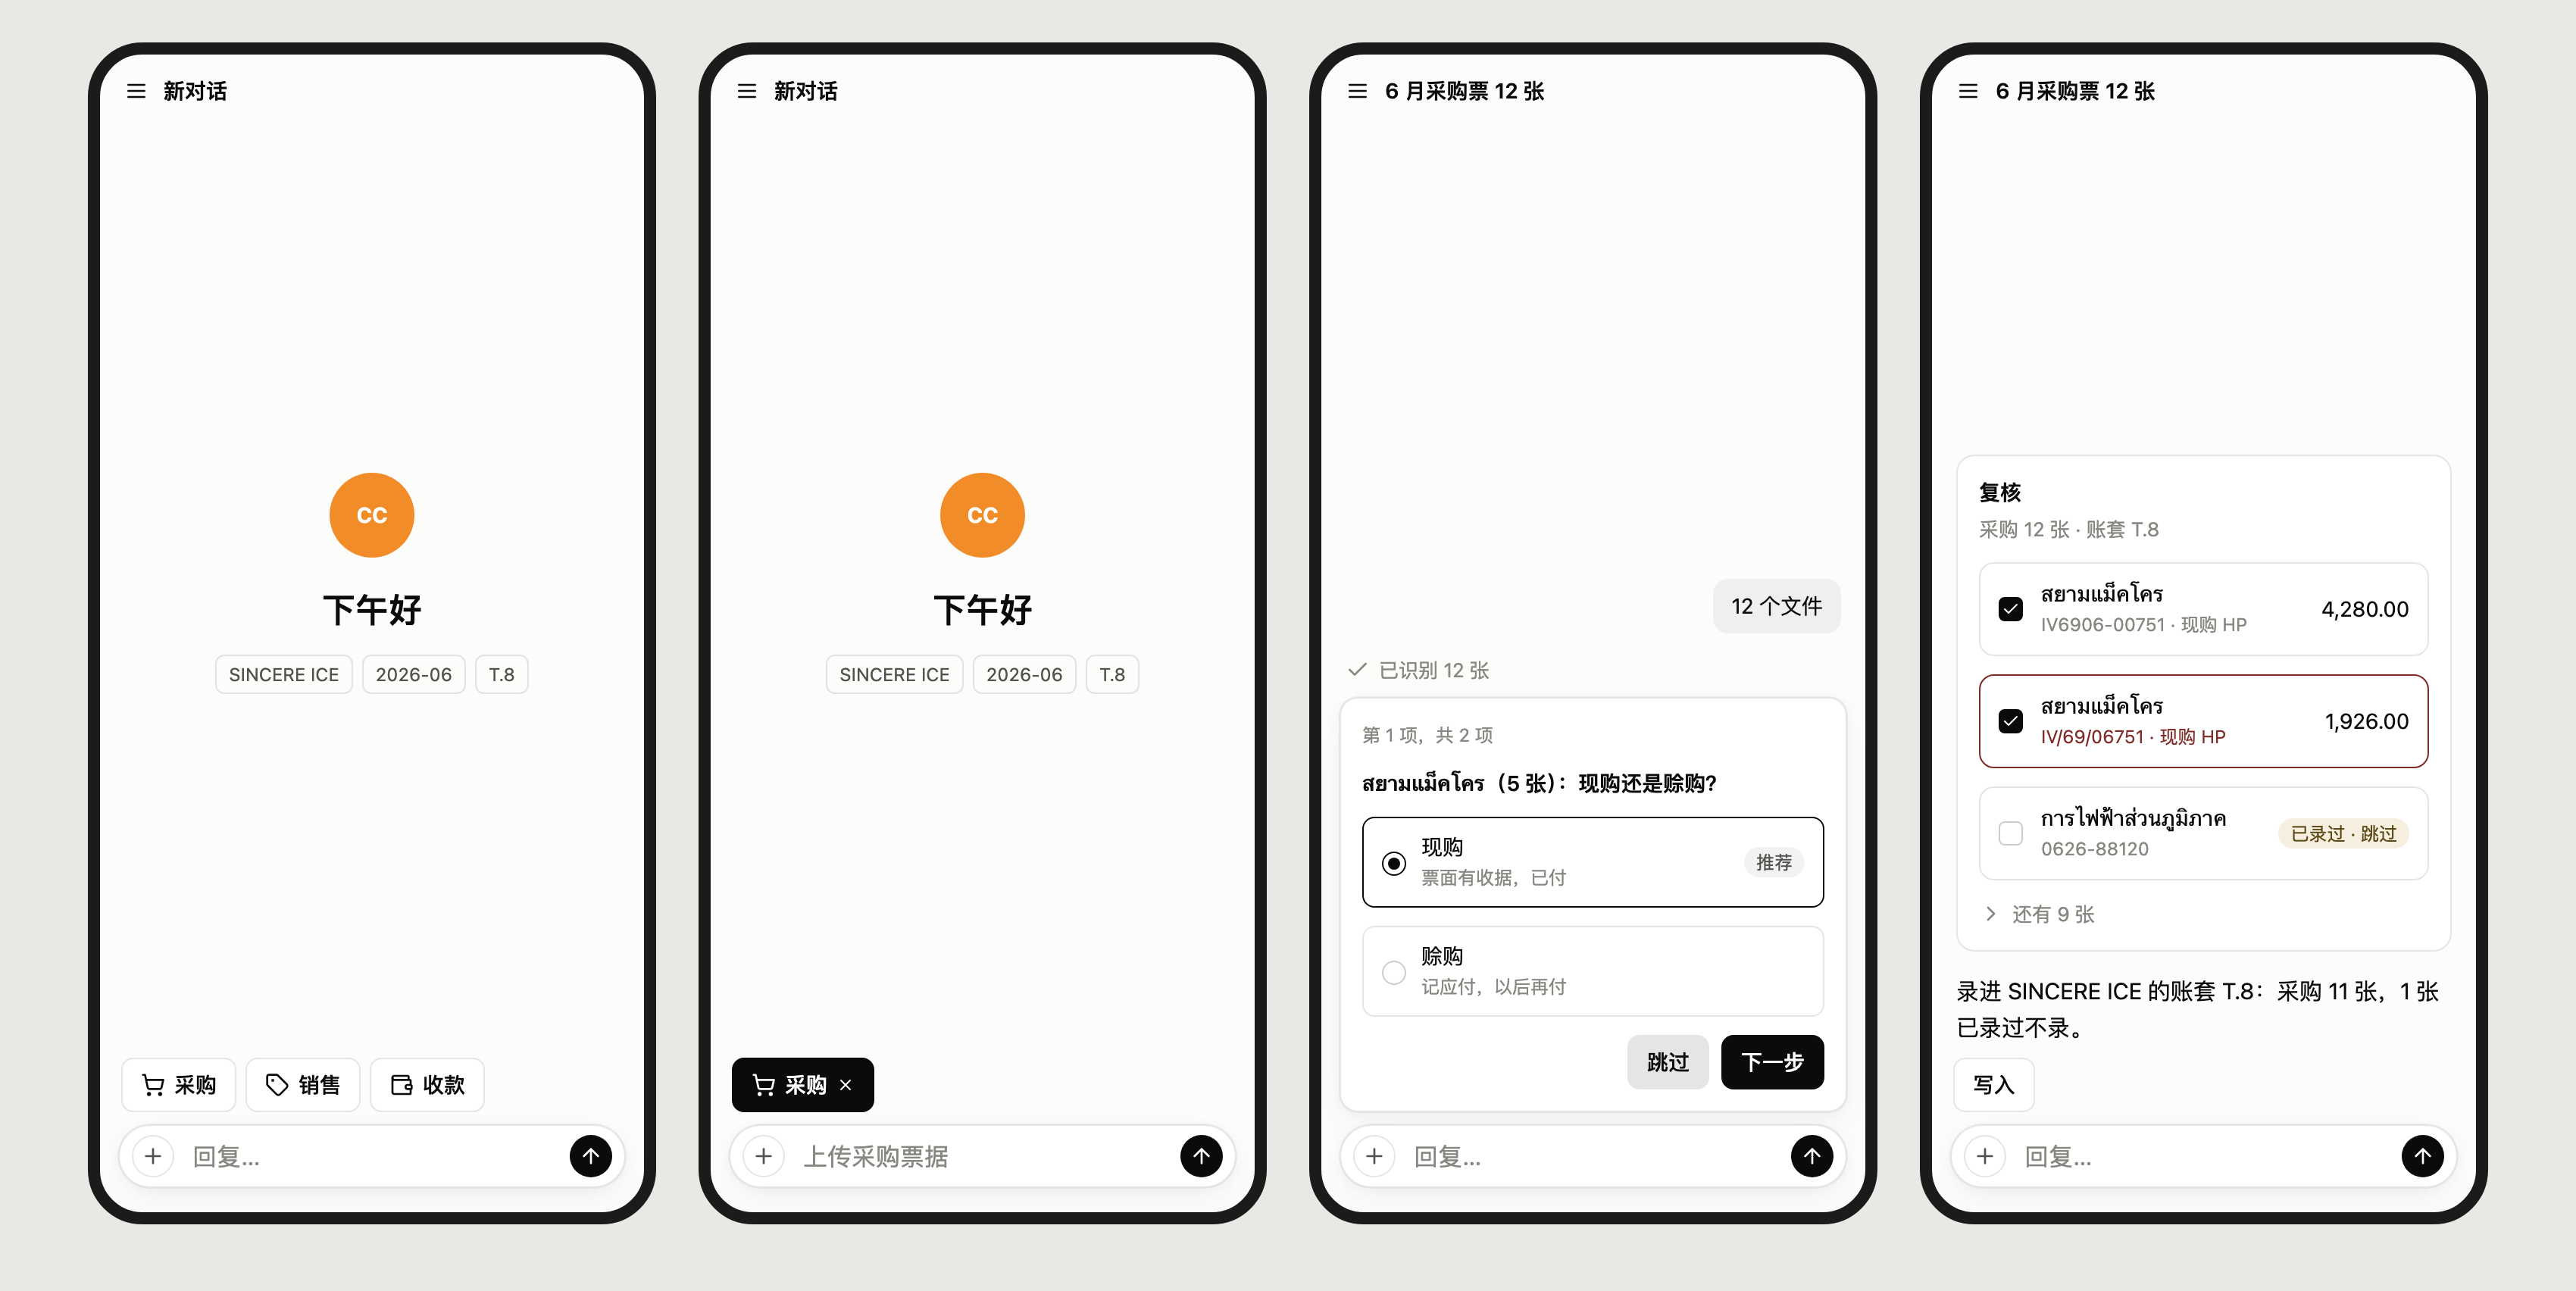 新对话
CC
下午好
SINCERE ICE
2026-06
T.8
采购
销售
收款
回复...
新对话
CC
下午好
SINCERE ICE
2026-06
T.8
采购 ×
上传采购票据
6 月采购票 12 张
12 个文件
已识别 12 张
第 1 项，共 2 项
สยามแม็คโคร（5 张）：现购还是赊购？
现购
票面有收据，已付
推荐
赊购
记应付，以后再付
跳过
下一步
回复...
6 月采购票 12 张
复核
采购 12 张 · 账套 T.8
สยามแม็คโคร
IV6906-00751 · 现购 HP
4,280.00
สยามแม็คโคร
IV/69/06751 · 现购 HP
1,926.00
การไฟฟ้าส่วนภูมิภาค
0626-88120
已录过 · 跳过
还有 9 张
录进 SINCERE ICE 的账套 T.8：采购 11 张，1 张
已录过不录。
写入
回复...